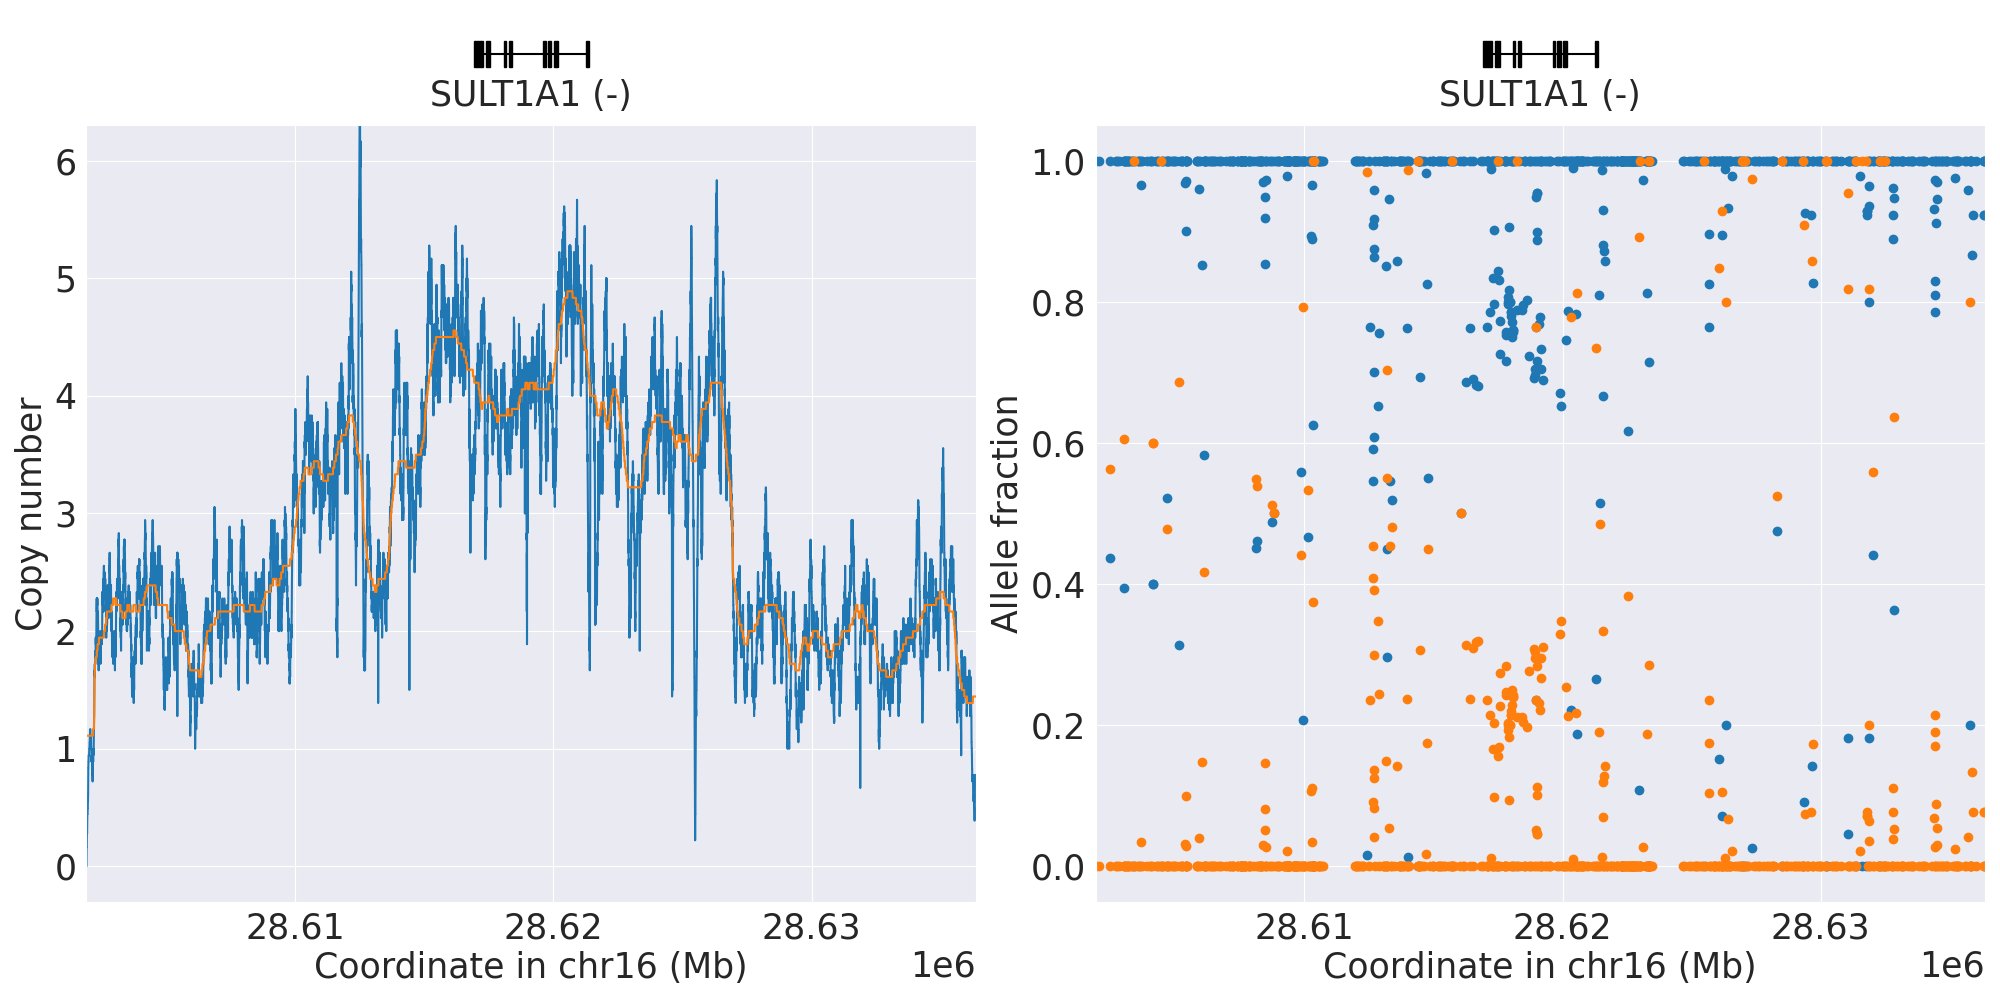 SULT1A1 (-)
6
5
4
3
2
1
0
Copy number
28.61
28.62
28.63
Coordinate in chr16 (Mb)
1e6
SULT1A1 (-)
1.0
0.8
0.6
0.4
0.2
0.0
Allele fraction
28.61
28.62
28.63
Coordinate in chr16 (Mb)
1e6